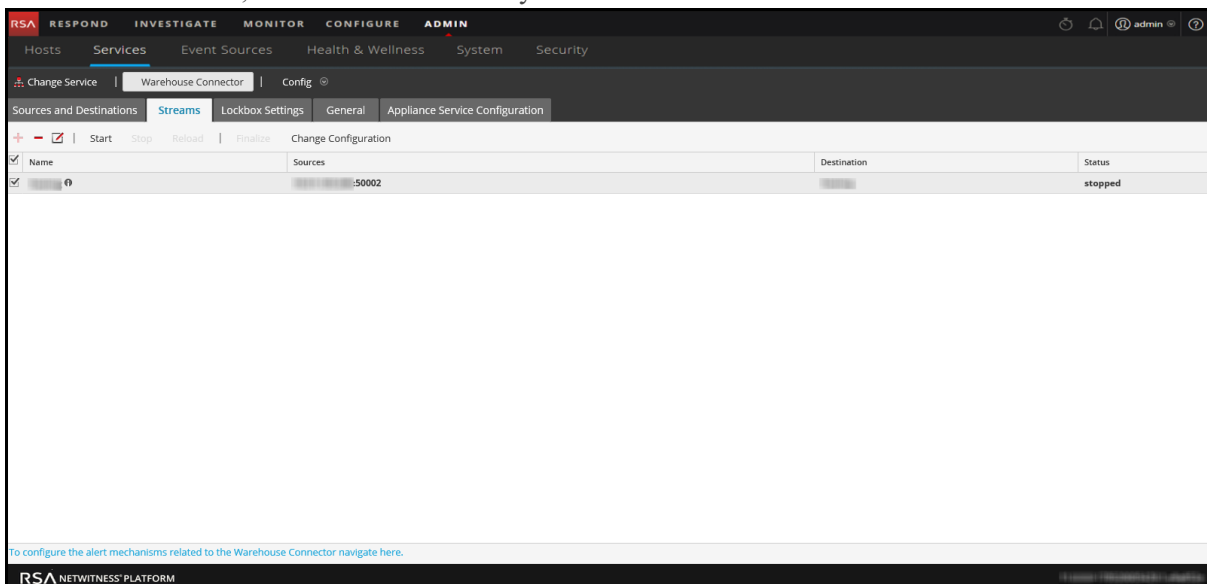 RSA RESPOND INVESTIGATE MONITOR CONFIGURE ADMIN admin ?
Hosts Services Event Sources Health & Wellness System Security
Change Service | Warehouse Connector | Config
Sources and Destinations Streams Lockbox Settings General Appliance Service Configuration
Start Stop Reload | Finalize Change Configuration
Name Sources Destination Status
:50002 stopped
To configure the alert mechanisms related to the Warehouse Connector navigate here.
RSA NETWITNESS® PLATFORM